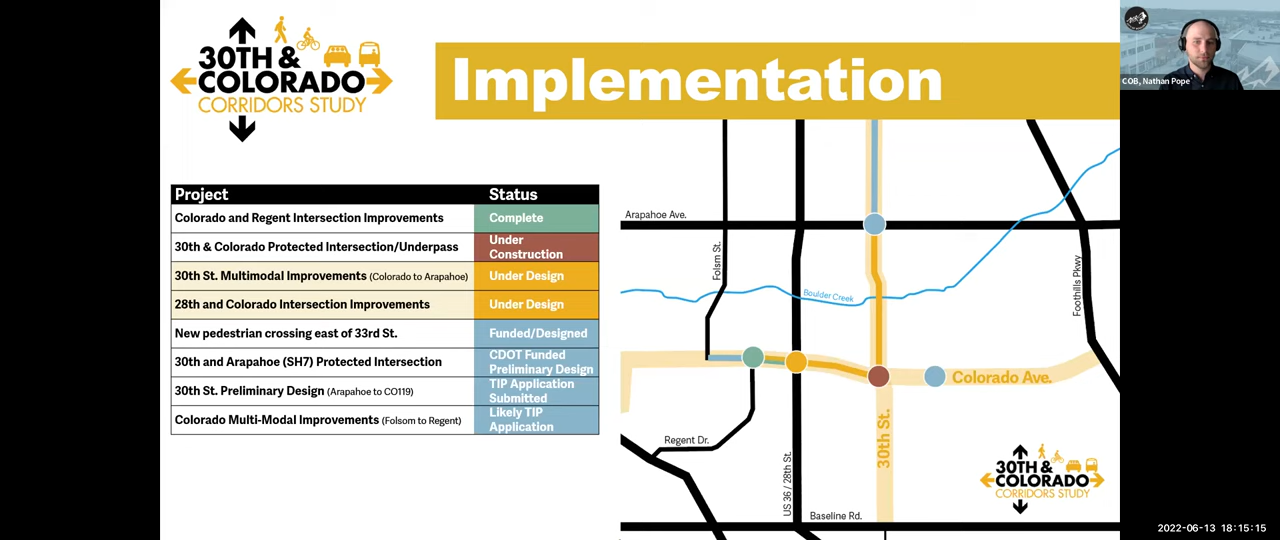 30TH &
COLORADO
CORRIDORS STUDY
Implementation
COB, Nathan Pope
Project Status
Colorado and Regent Intersection Improvements Complete
30th & Colorado Protected Intersection/Underpass Under
Construction
30th St. Multimodal Improvements (Colorado to Arapahoe) Under Design
28th and Colorado Intersection Improvements Under Design
New pedestrian crossing east of 33rd St. Funded/Designed
30th and Arapahoe (SH7) Protected Intersection CDOT Funded
Preliminary Design
30th St. Preliminary Design (Arapahoe to CO119) TIP Application
Submitted
Colorado Multi-Modal Improvements (Folsom to Regent) Likely TIP
Application
Arapahoe Ave.
Folsm St.
Boulder Creek
Foothills Pkwy
Colorado Ave.
30th St.
Regent Dr.
US 36 / 28th St.
Baseline Rd.
30TH &
COLORADO
CORRIDORS STUDY
2022-06-13 18:15:15